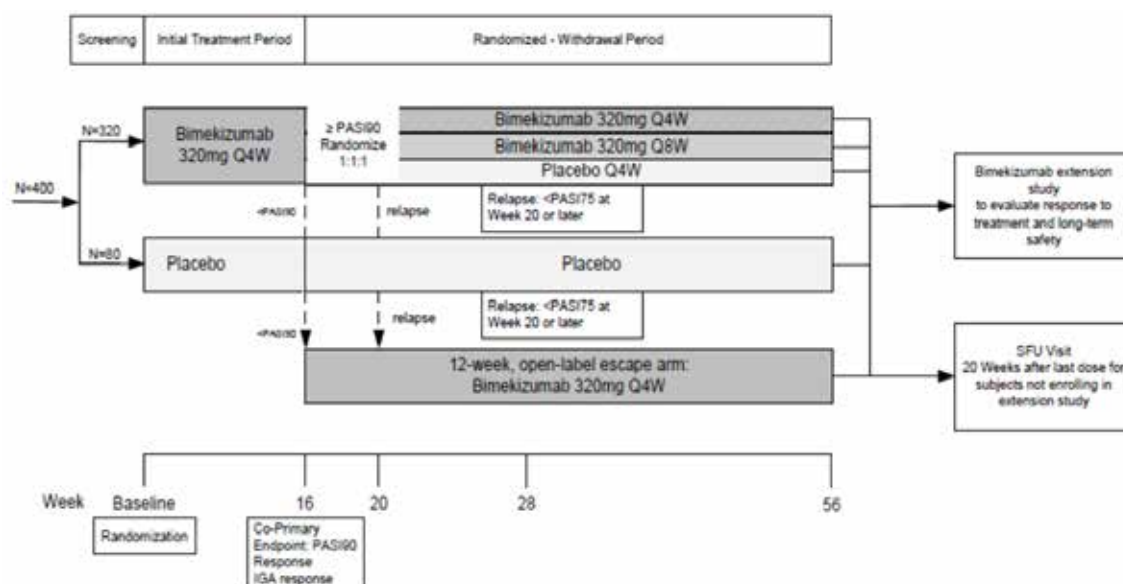 Screening
Initial Treatment Period
Randomized - Withdrawal Period
N=400
N=320
N=80
Bimekizumab
320mg Q4W
≥ PASI90
Randomize
1:1:1
Bimekizumab 320mg Q4W
Bimekizumab 320mg Q8W
Placebo Q4W
<PASI90
relapse
Relapse: <PASI75 at
Week 20 or later
Placebo
Placebo
<PASI90
relapse
Relapse: <PASI75 at
Week 20 or later
12-week, open-label escape arm:
Bimekizumab 320mg Q4W
Bimekizumab extension
study
to evaluate response to
treatment and long-term
safety
SFU Visit
20 Weeks after last dose for
subjects not enrolling in
extension study
Week
Baseline
16
20
28
56
Randomization
Co-Primary
Endpoint: PASI90
Response
IGA response